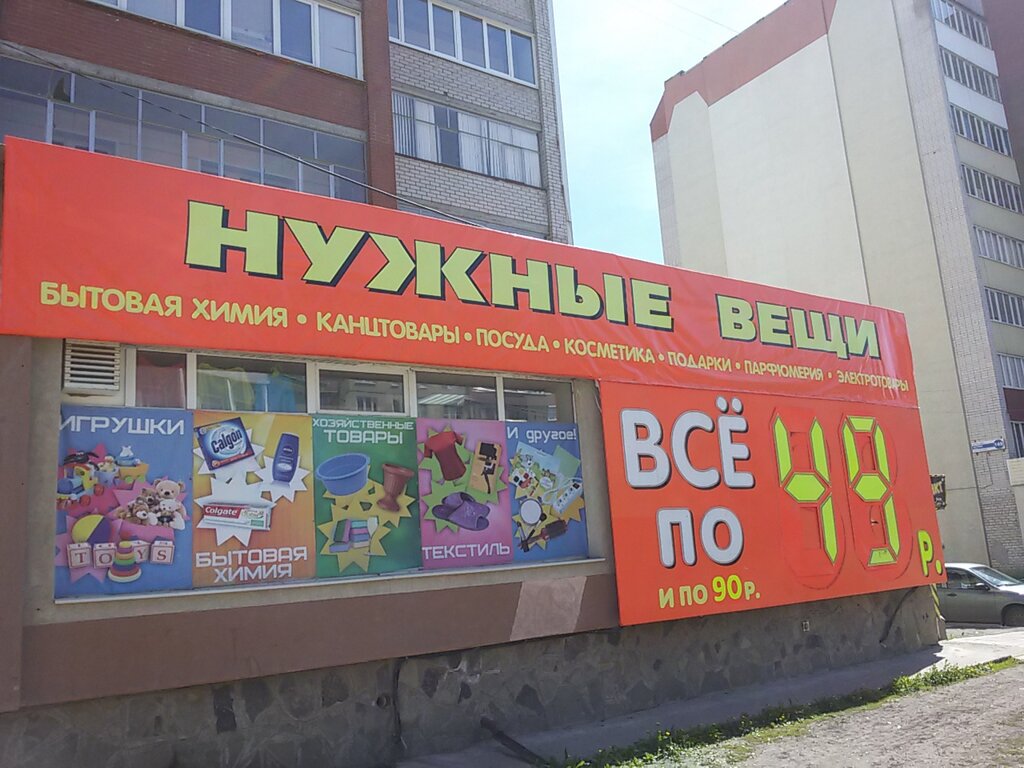 НУЖНЫЕ ВЕЩИ
БЫТОВАЯ ХИМИЯ • КАНЦТОВАРЫ • ПОСУДА • КОСМЕТИКА • ПОДАРКИ • ПАРФЮМЕРИЯ • ЭЛЕКТРОТОВАРЫ
ИГРУШКИ
TOYS
Calgon
NIVEA
Colgate
БЫТОВАЯ
ХИМИЯ
ХОЗЯЙСТВЕННЫЕ
ТОВАРЫ
ТЕКСТИЛЬ
И другое!
ВСЁ
ПО
49 Р.
И ПО 90 Р.